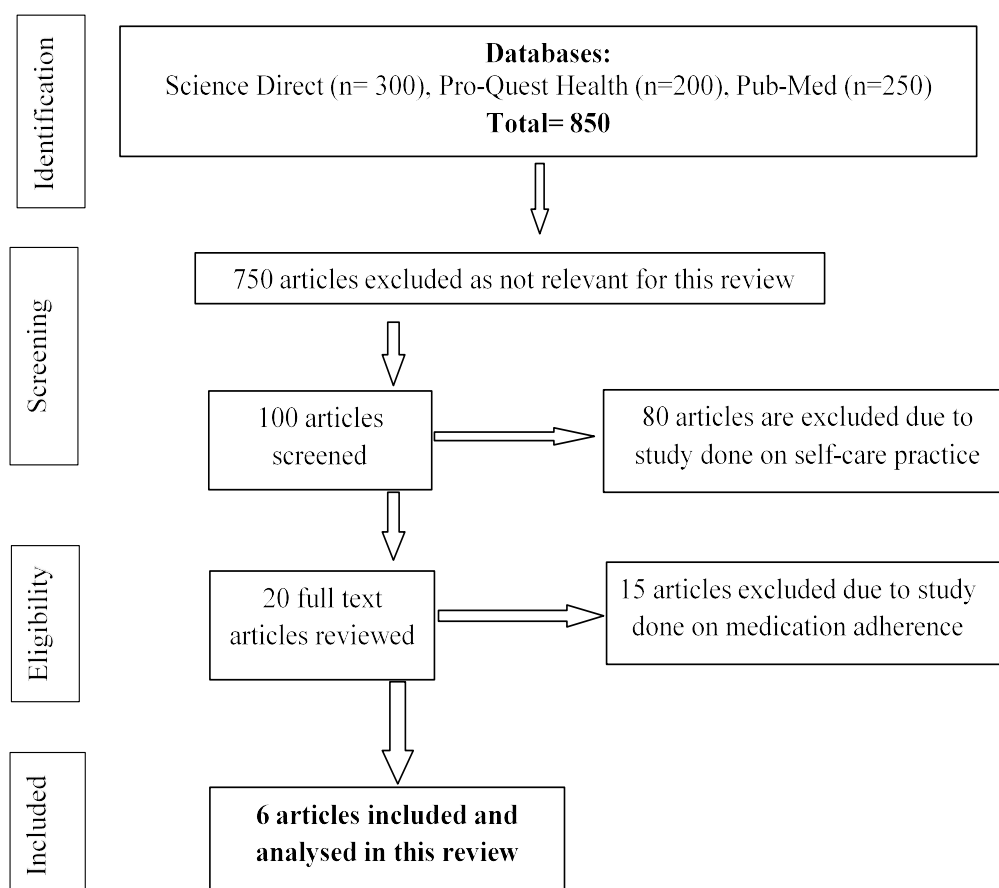 Identification
Databases:
Science Direct (n= 300), Pro-Quest Health (n=200), Pub-Med (n=250)
Total= 850
Screening
750 articles excluded as not relevant for this review
100 articles
screened
80 articles are excluded due to
study done on self-care practice
Eligibility
20 full text
articles reviewed
15 articles excluded due to study
done on medication adherence
Included
6 articles included and
analysed in this review